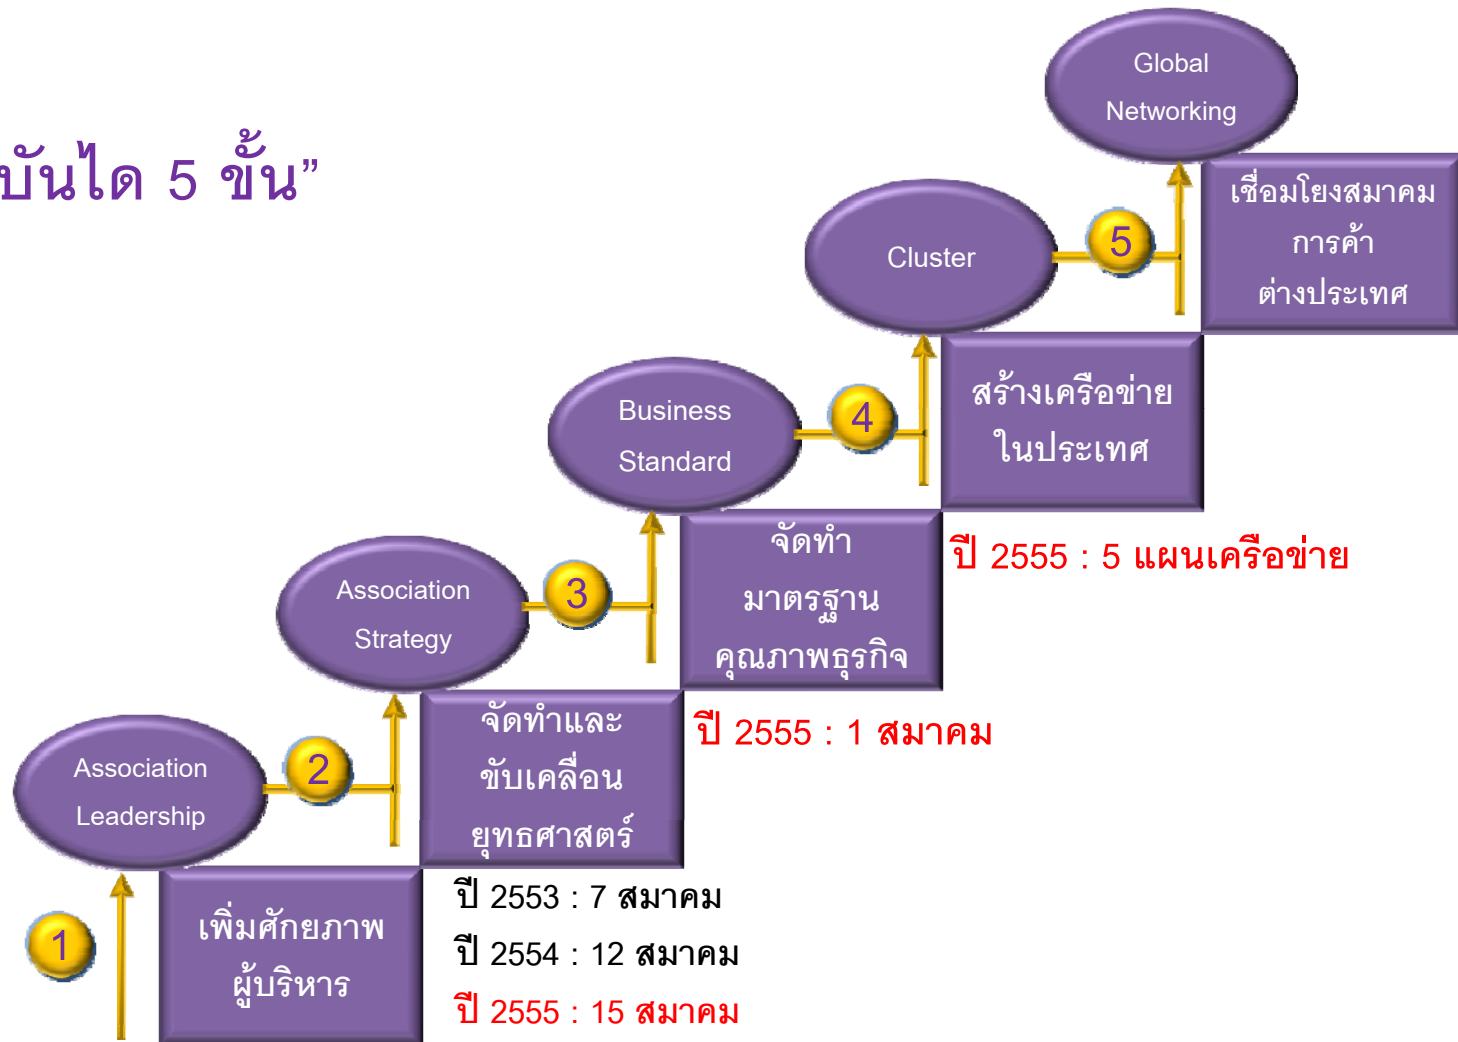 บันได 5 ขั้น”
Global
Networking
เชื่อมโยงสมาคม
การค้า
ต่างประเทศ
5
Cluster
สร้างเครือข่าย
ในประเทศ
4
Business
Standard
จัดทำ
มาตรฐาน
คุณภาพธุรกิจ
ปี 2555 : 5 แผนเครือข่าย
3
Association
Strategy
จัดทำและ
ขับเคลื่อน
ยุทธศาสตร์
ปี 2555 : 1 สมาคม
2
Association
Leadership
1
เพิ่มศักยภาพ
ผู้บริหาร
ปี 2553 : 7 สมาคม
ปี 2554 : 12 สมาคม
ปี 2555 : 15 สมาคม